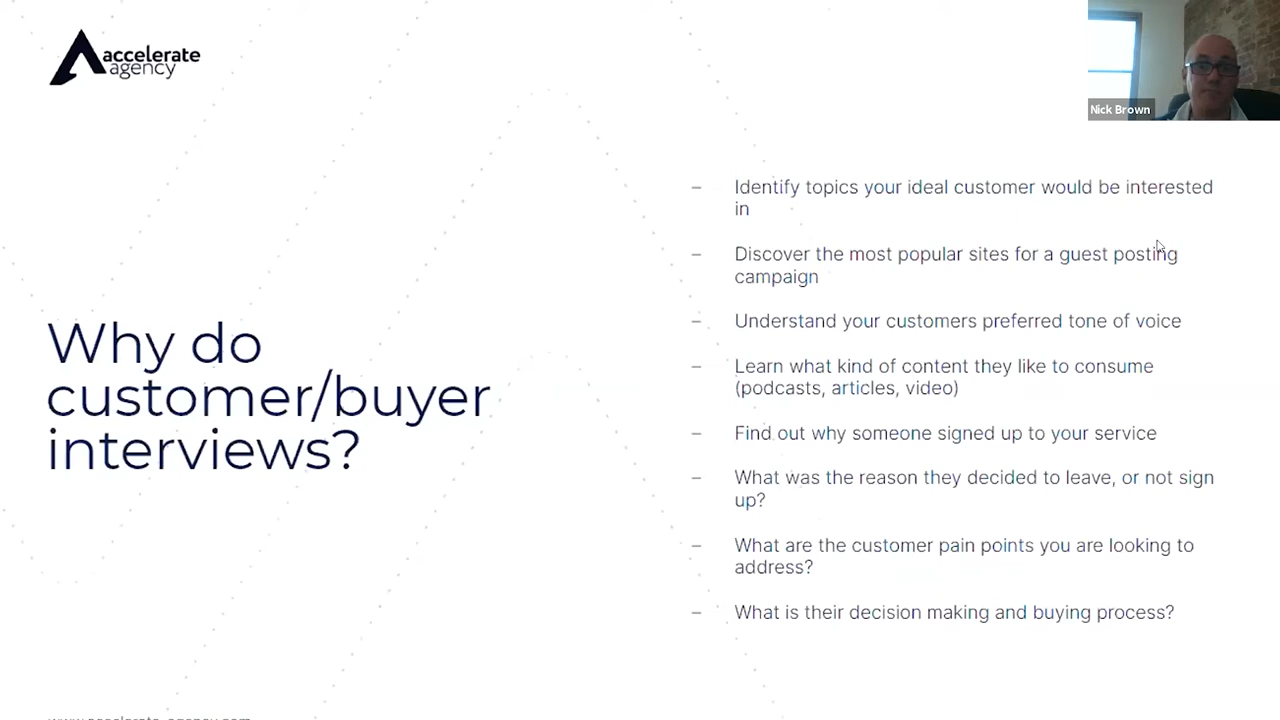 accelerate
agency
Nick Brown
Why do
customer/buyer
interviews?
– Identify topics your ideal customer would be interested
in
– Discover the most popular sites for a guest posting
campaign
– Understand your customers preferred tone of voice
– Learn what kind of content they like to consume
(podcasts, articles, video)
– Find out why someone signed up to your service
– What was the reason they decided to leave, or not sign
up?
– What are the customer pain points you are looking to
address?
– What is their decision making and buying process?